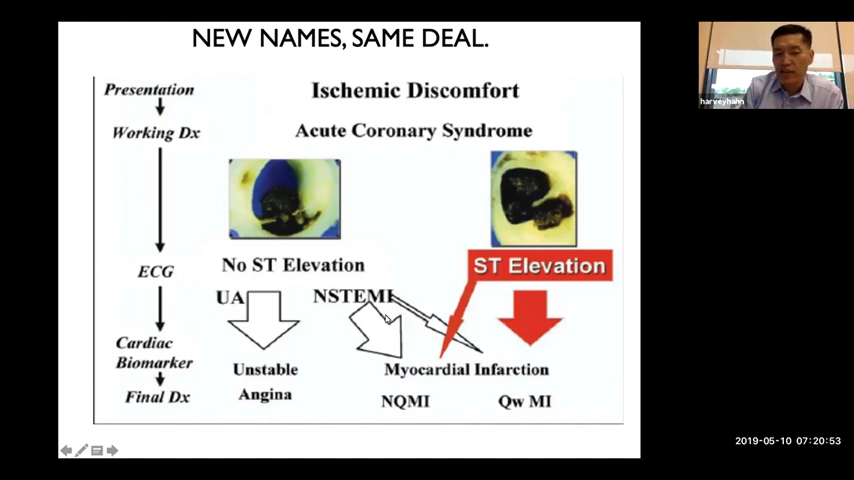 NEW NAMES, SAME DEAL.
Presentation
Ischemic Discomfort
Working Dx
Acute Coronary Syndrome
harveyhahn
ECG
No ST Elevation
ST Elevation
UA
NSTEMI
Cardiac
Biomarker
Unstable
Angina
Myocardial Infarction
Final Dx
NQMI
Qw MI
2019-05-10 07:20:53